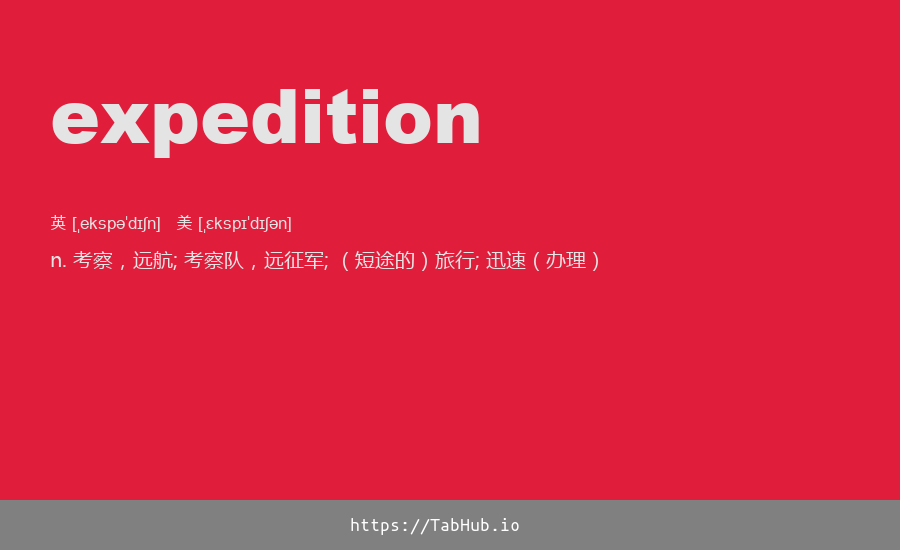 expedition
英 [ˌekspəˈdɪʃn] 美 [ˌɛkspɪˈdɪʃən]
n. 考察，远航; 考察队，远征军; （短途的）旅行; 迅速（办理）
https://TabHub.io